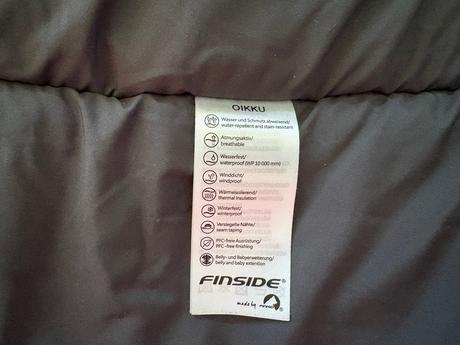 OIKKU
Wasser und Schmutz abweisend/
water-repellent and stain-resistant
Atmungsaktiv/
breathable
Wasserfest/
waterproof (WP 10 000 mm)
Winddicht/
windproof
Wärmeisolierend/
thermal Insulation
Winterfest/
winterproof
Versiegelte Nähte/
seam taping
PFC-freie Ausrüstung/
PFC-free finishing
Belly- und Babyerweiterung/
belly and baby extention
FINSIDE®
made by